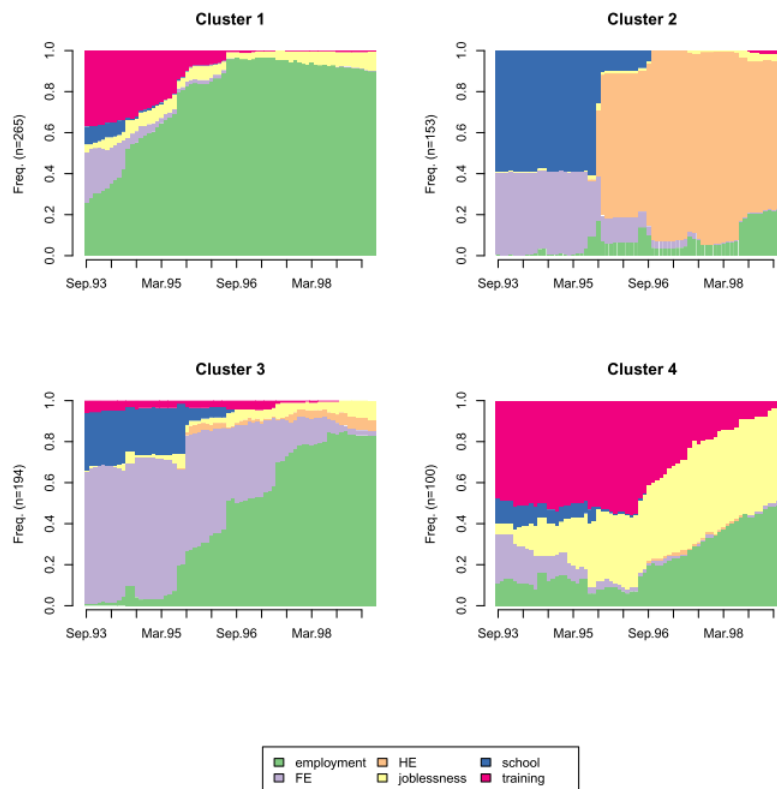 Cluster 1
Cluster 2
Freq. (n=265)
0.0 0.2 0.4 0.6 0.8 1.0
Sep.93 Mar.95 Sep.96 Mar.98
Freq. (n=153)
0.0 0.2 0.4 0.6 0.8 1.0
Sep.93 Mar.95 Sep.96 Mar.98
Cluster 3
Cluster 4
Freq. (n=194)
0.0 0.2 0.4 0.6 0.8 1.0
Sep.93 Mar.95 Sep.96 Mar.98
Freq. (n=100)
0.0 0.2 0.4 0.6 0.8 1.0
Sep.93 Mar.95 Sep.96 Mar.98
employment HE school
FE joblessness training